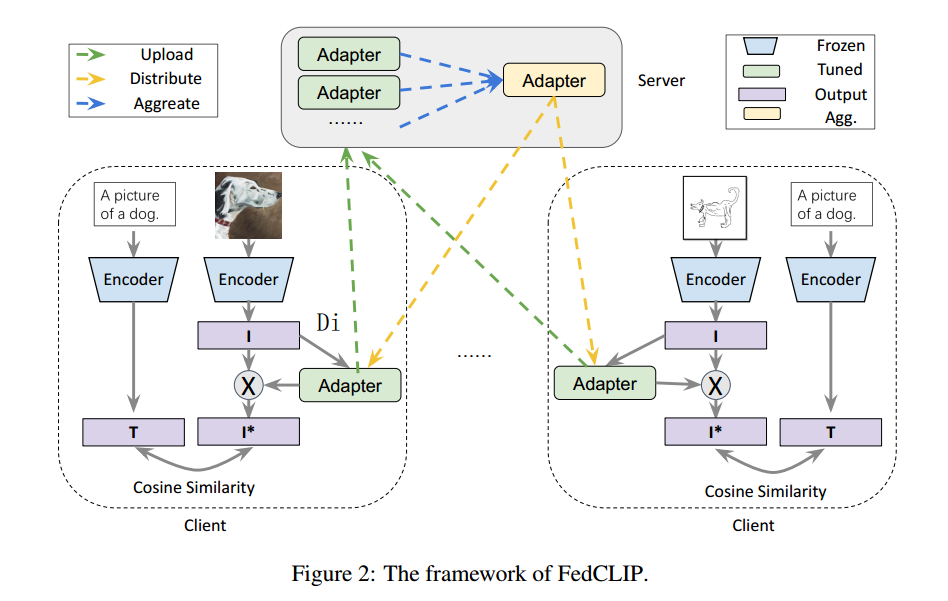 Upload
Distribute
Aggreate
Adapter
Adapter
......
Adapter
Server
Frozen
Tuned
Output
Agg.
A picture
of a dog.
Encoder
Encoder
I
Di
X
Adapter
T
I*
Cosine Similarity
Client
......
A picture
of a dog.
Encoder
Encoder
I
Adapter
X
I*
T
Cosine Similarity
Client
Figure 2: The framework of FedCLIP.